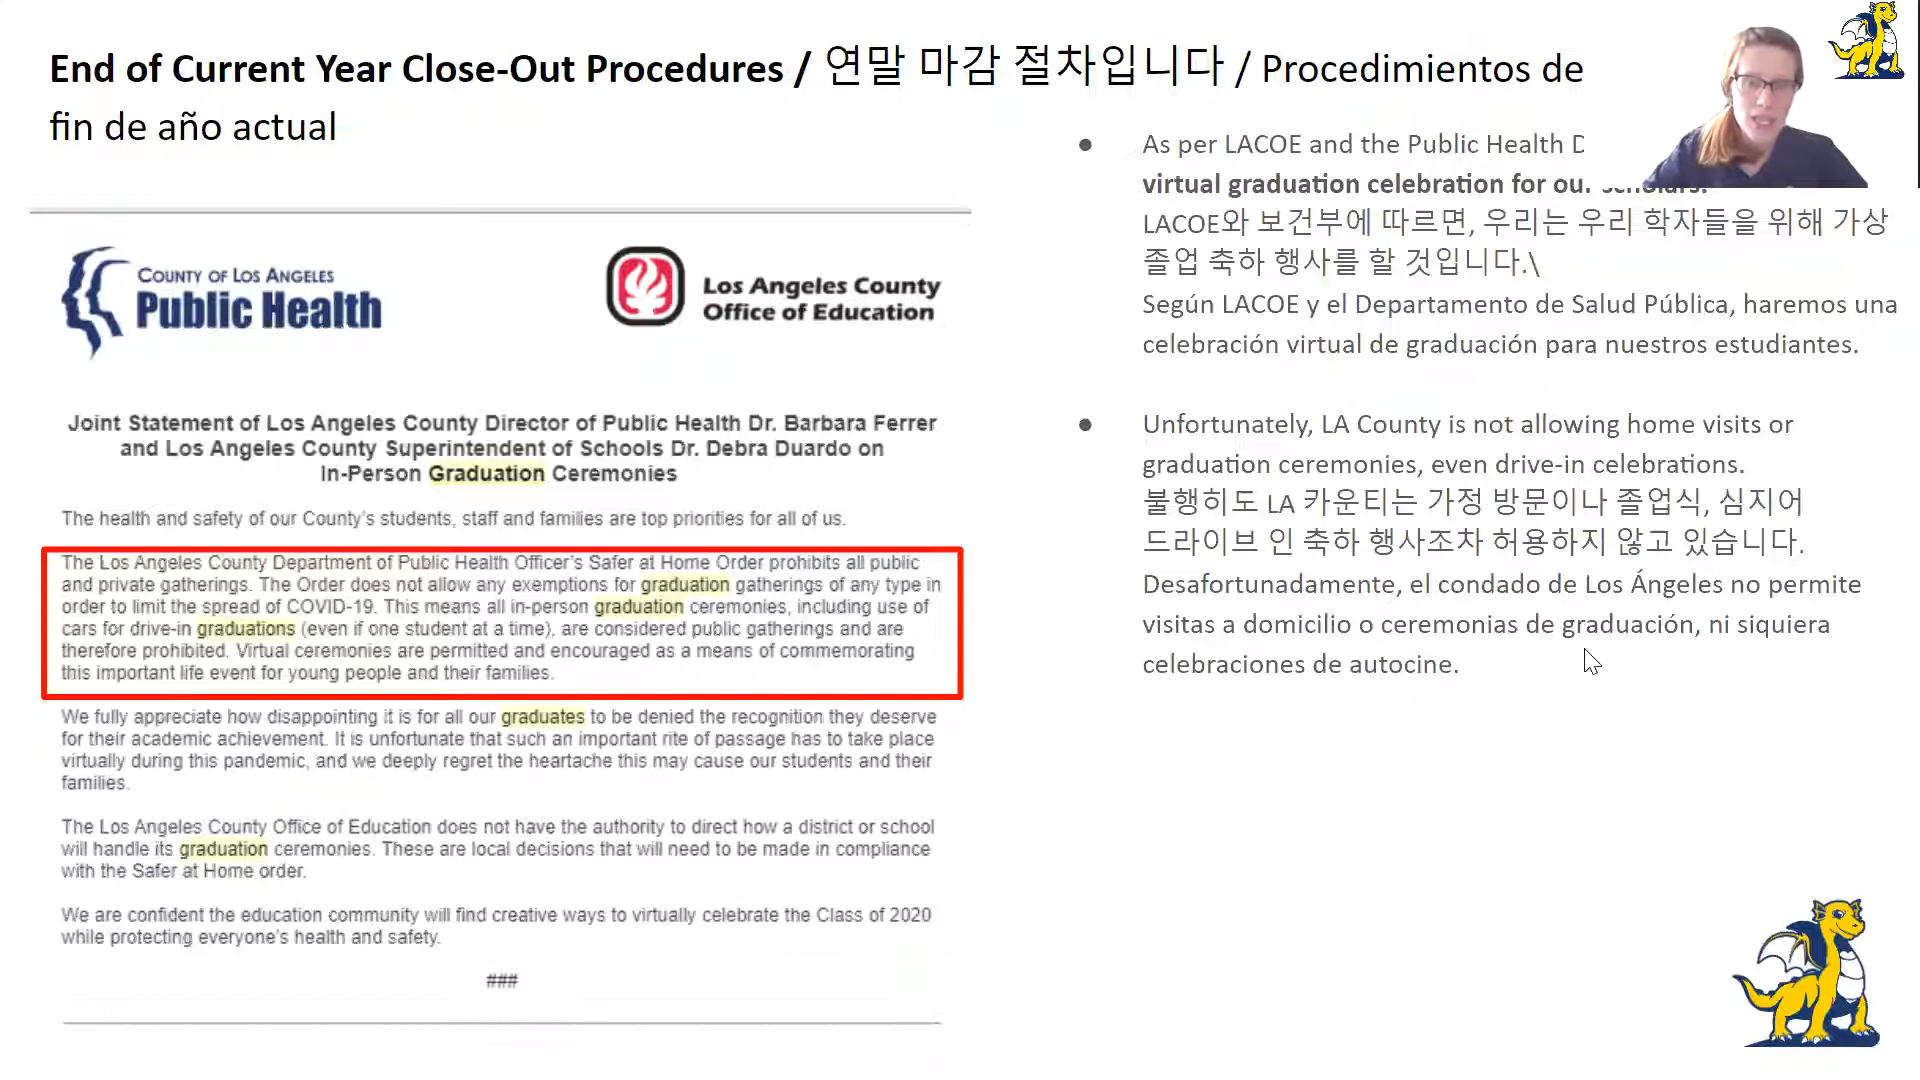 End of Current Year Close-Out Procedures / 연말 마감 절차입니다 / Procedimientos de
fin de año actual
COUNTY OF LOS ANGELES
Public Health
Los Angeles County
Office of Education
Joint Statement of Los Angeles County Director of Public Health Dr. Barbara Ferrer
and Los Angeles County Superintendent of Schools Dr. Debra Duardo on
In-Person Graduation Ceremonies
The health and safety of our County's students, staff and families are top priorities for all of us.
The Los Angeles County Department of Public Health Officer's Safer at Home Order prohibits all public
and private gatherings. The Order does not allow any exemptions for graduation gatherings of any type in
order to limit the spread of COVID-19. This means all in-person graduation ceremonies, including use of
cars for drive-in graduations (even if one student at a time), are considered public gatherings and are
therefore prohibited. Virtual ceremonies are permitted and encouraged as a means of commemorating
this important life event for young people and their families.
We fully appreciate how disappointing it is for all our graduates to be denied the recognition they deserve
for their academic achievement. It is unfortunate that such an important rite of passage has to take place
virtually during this pandemic, and we deeply regret the heartache this may cause our students and their
families.
The Los Angeles County Office of Education does not have the authority to direct how a district or school
will handle its graduation ceremonies. These are local decisions that will need to be made in compliance
with the Safer at Home order.
We are confident the education community will find creative ways to virtually celebrate the Class of 2020
while protecting everyone's health and safety.
###
● As per LACOE and the Public Health
virtual graduation celebration for our scholars.
LACOE와 보건부에 따르면, 우리는 우리 학자들을 위해 가상
졸업 축하 행사를 할 것입니다.\
Según LACOE y el Departamento de Salud Pública, haremos una
celebración virtual de graduación para nuestros estudiantes.
● Unfortunately, LA County is not allowing home visits or
graduation ceremonies, even drive-in celebrations.
불행히도 LA 카운티는 가정 방문이나 졸업식, 심지어
드라이브 인 축하 행사조차 허용하지 않고 있습니다.
Desafortunadamente, el condado de Los Ángeles no permite
visitas a domicilio o ceremonias de graduación, ni siquiera
celebraciones de autocine.